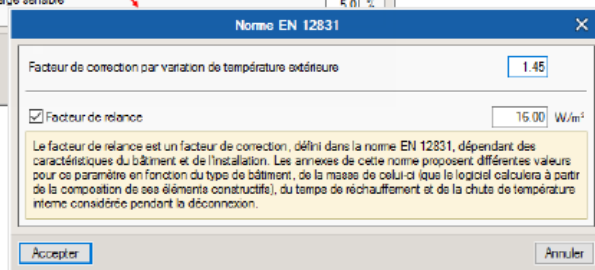 sensible
5.0 %
Norme EN 12831
Facteur de correction par variation de température extérieure 1.45
Facteur de relance 16.00 W/m²
Le facteur de relance est un facteur de correction, défini dans la norme EN 12831, dépendant des
caractéristiques du bâtiment et de l'installation. Les annexes de cette norme proposent différentes valeurs
pour ce paramètre en fonction du type de bâtiment, de la masse de celui-ci (que le logiciel calculera à partir
de la composition de ses éléments constructifs), du temps de réchauffement et de la chute de température
interne considérée pendant la déconnexion.
Accepter Annuler